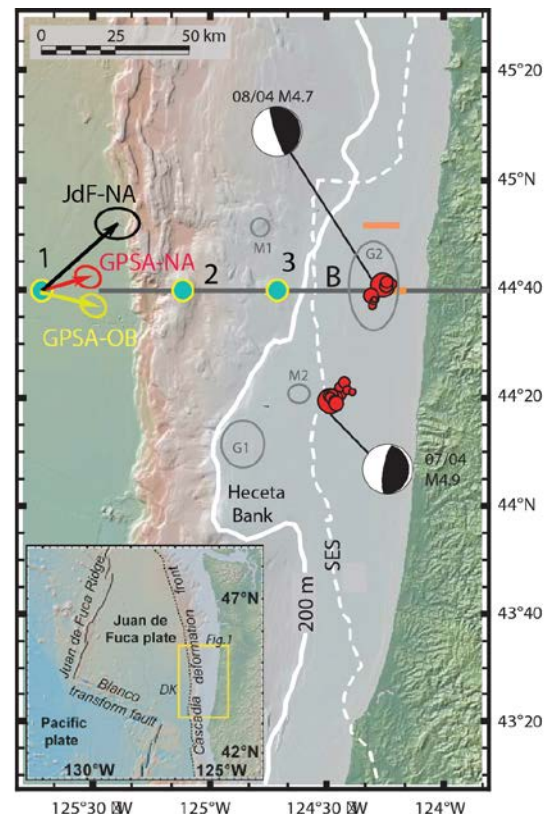 0 25 50 km
45°20
08/04 M4.7
45°N
JdF-NA
M1
G2
1
GPSA-NA
2
3
B
44°40
GPSA-OB
M2
44°20
G1
07/04
M4.9
Heceta
Bank
44°N
SES
200 m
43°40
43°20
Juan de Fuca Ridge
Juan de
Fuca plate
front
47°N
Cascadia deformation
Fig.1
DK
Blanco
transform fault
Pacific
plate
42°N
130°W
125°W
125°30 W
125°W
124°30 W
124°W